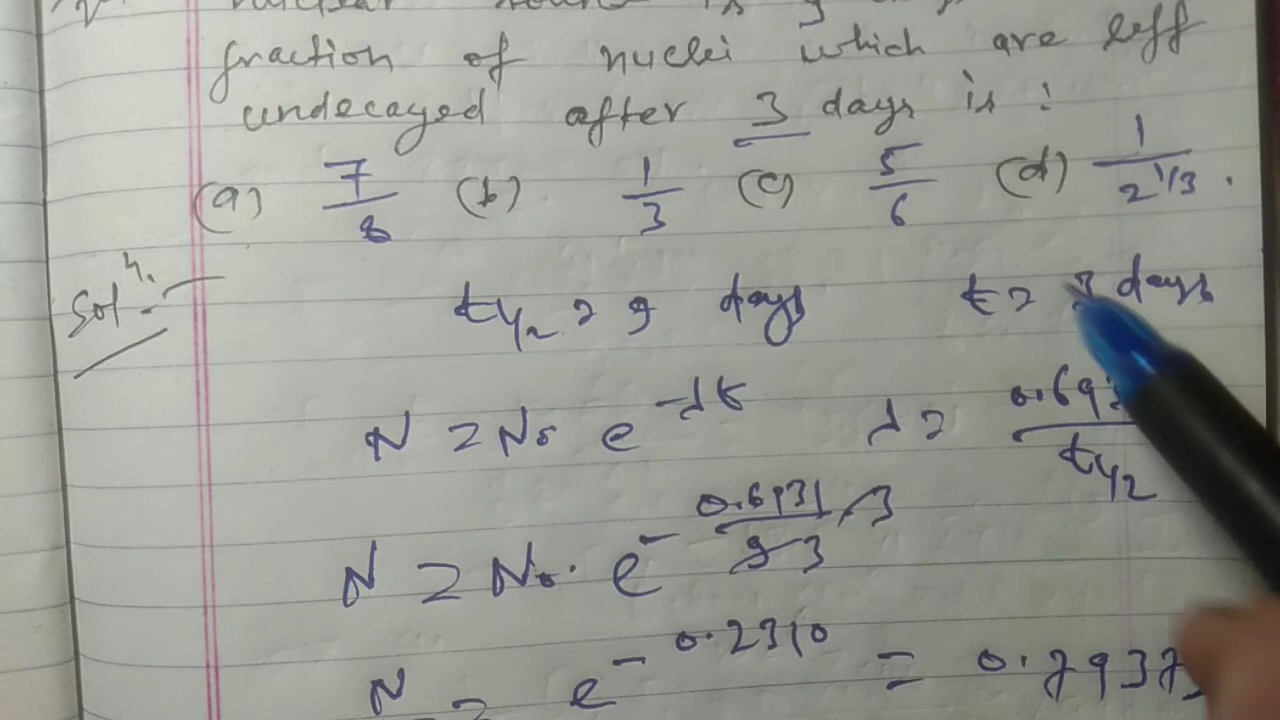 fraction of nuclei which are left
undecayed after 3 days is :
(a) 7/8 (b) 1/3 (c) 5/6 (d) 1/2^1/3 .
Soln. :- t1/2 = 9 days t = 3 days
N = N0 e^-λt λ = 0.693/t1/2
N = N0 . e^- 0.6931/9 3 × 3
N = e^- 0.2310 = 0.7937